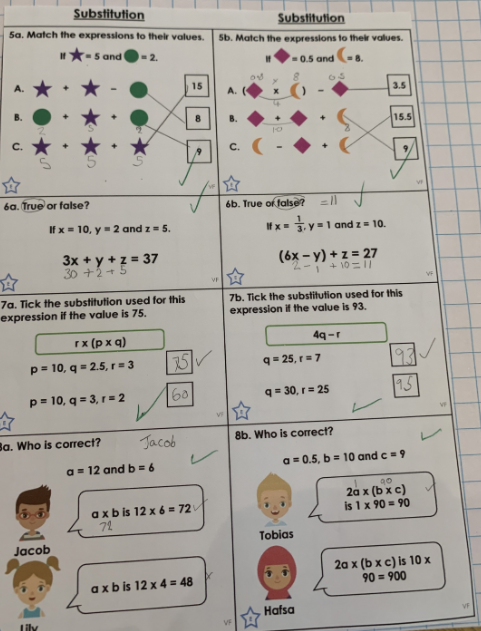 Substitution
5a. Match the expressions to their values.
If ★ = 5 and ● = 2.
A. ★ + ★ - ● 15
B. ● + ★ + ● 8
2 5 2
C. ★ + ★ + ★ 9
5 5 5
6a. True or false?
If x = 10, y = 2 and z = 5.
3x + y + z = 37
30 + 2 + 5
VF
7a. Tick the substitution used for this
expression if the value is 75.
r x (p x q)
p = 10, q = 2.5, r = 3 75
p = 10, q = 3, r = 2 60
VF
8a. Who is correct? Jacob
a = 12 and b = 6
a x b is 12 x 6 = 72
72
Jacob
a x b is 12 x 4 = 48
Lily
VF
Substitution
5b. Match the expressions to their values.
If ◆ = 0.5 and ☾ = 8.
0.5 8 0.5
A. (◆ x ☾) - ◆ 3.5
4
B. ◆ + ◆ + ☾ 15.5
10 8
C. ☾ - ◆ + ☾ 9
VF
6b. True or false? = 11
If x = 1/3, y = 1 and z = 10.
(6x - y) + z = 27
2 - 1 + 10 = 11
VF
7b. Tick the substitution used for this
expression if the value is 93.
4q - r
q = 25, r = 7 93
q = 30, r = 25 95
VF
8b. Who is correct?
a = 0.5, b = 10 and c = 9
1 90
2a x (b x c)
is 1 x 90 = 90
Tobias
2a x (b x c) is 10 x
90 = 900
Hafsa
VF